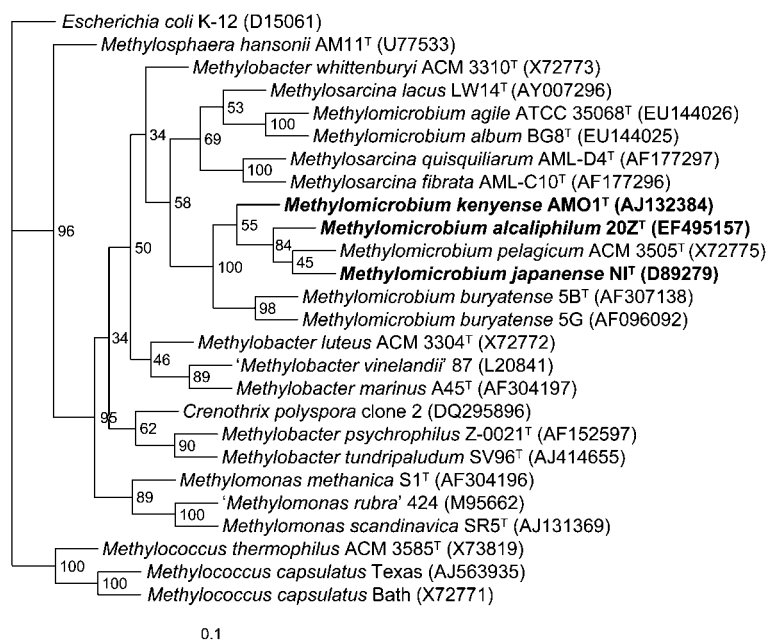 Escherichia coli K-12 (D15061)
Methylosphaera hansonii AM11ᵀ (U77533)
Methylobacter whittenburyi ACM 3310ᵀ (X72773)
Methylosarcina lacus LW14ᵀ (AY007296)
53
Methylomicrobium agile ATCC 35068ᵀ (EU144026)
100
34
69
Methylomicrobium album BG8ᵀ (EU144025)
Methylosarcina quisquiliarum AML-D4ᵀ (AF177297)
100
Methylosarcina fibrata AML-C10ᵀ (AF177296)
58
Methylomicrobium kenyense AMO1ᵀ (AJ132384)
55
Methylomicrobium alcaliphilum 20Zᵀ (EF495157)
96
50
84
Methylomicrobium pelagicum ACM 3505ᵀ (X72775)
100
45
Methylomicrobium japanense NIᵀ (D89279)
Methylomicrobium buryatense 5Bᵀ (AF307138)
98
Methylomicrobium buryatense 5G (AF096092)
34
Methylobacter luteus ACM 3304ᵀ (X72772)
46
'Methylobacter vinelandii' 87 (L20841)
89
Methylobacter marinus A45ᵀ (AF304197)
95
Crenothrix polyspora clone 2 (DQ295896)
62
Methylobacter psychrophilus Z-0021ᵀ (AF152597)
90
Methylobacter tundripaludum SV96ᵀ (AJ414655)
Methylomonas methanica S1ᵀ (AF304196)
89
'Methylomonas rubra' 424 (M95662)
100
Methylomonas scandinavica SR5ᵀ (AJ131369)
Methylococcus thermophilus ACM 3585ᵀ (X73819)
100
Methylococcus capsulatus Texas (AJ563935)
100
Methylococcus capsulatus Bath (X72771)
0.1